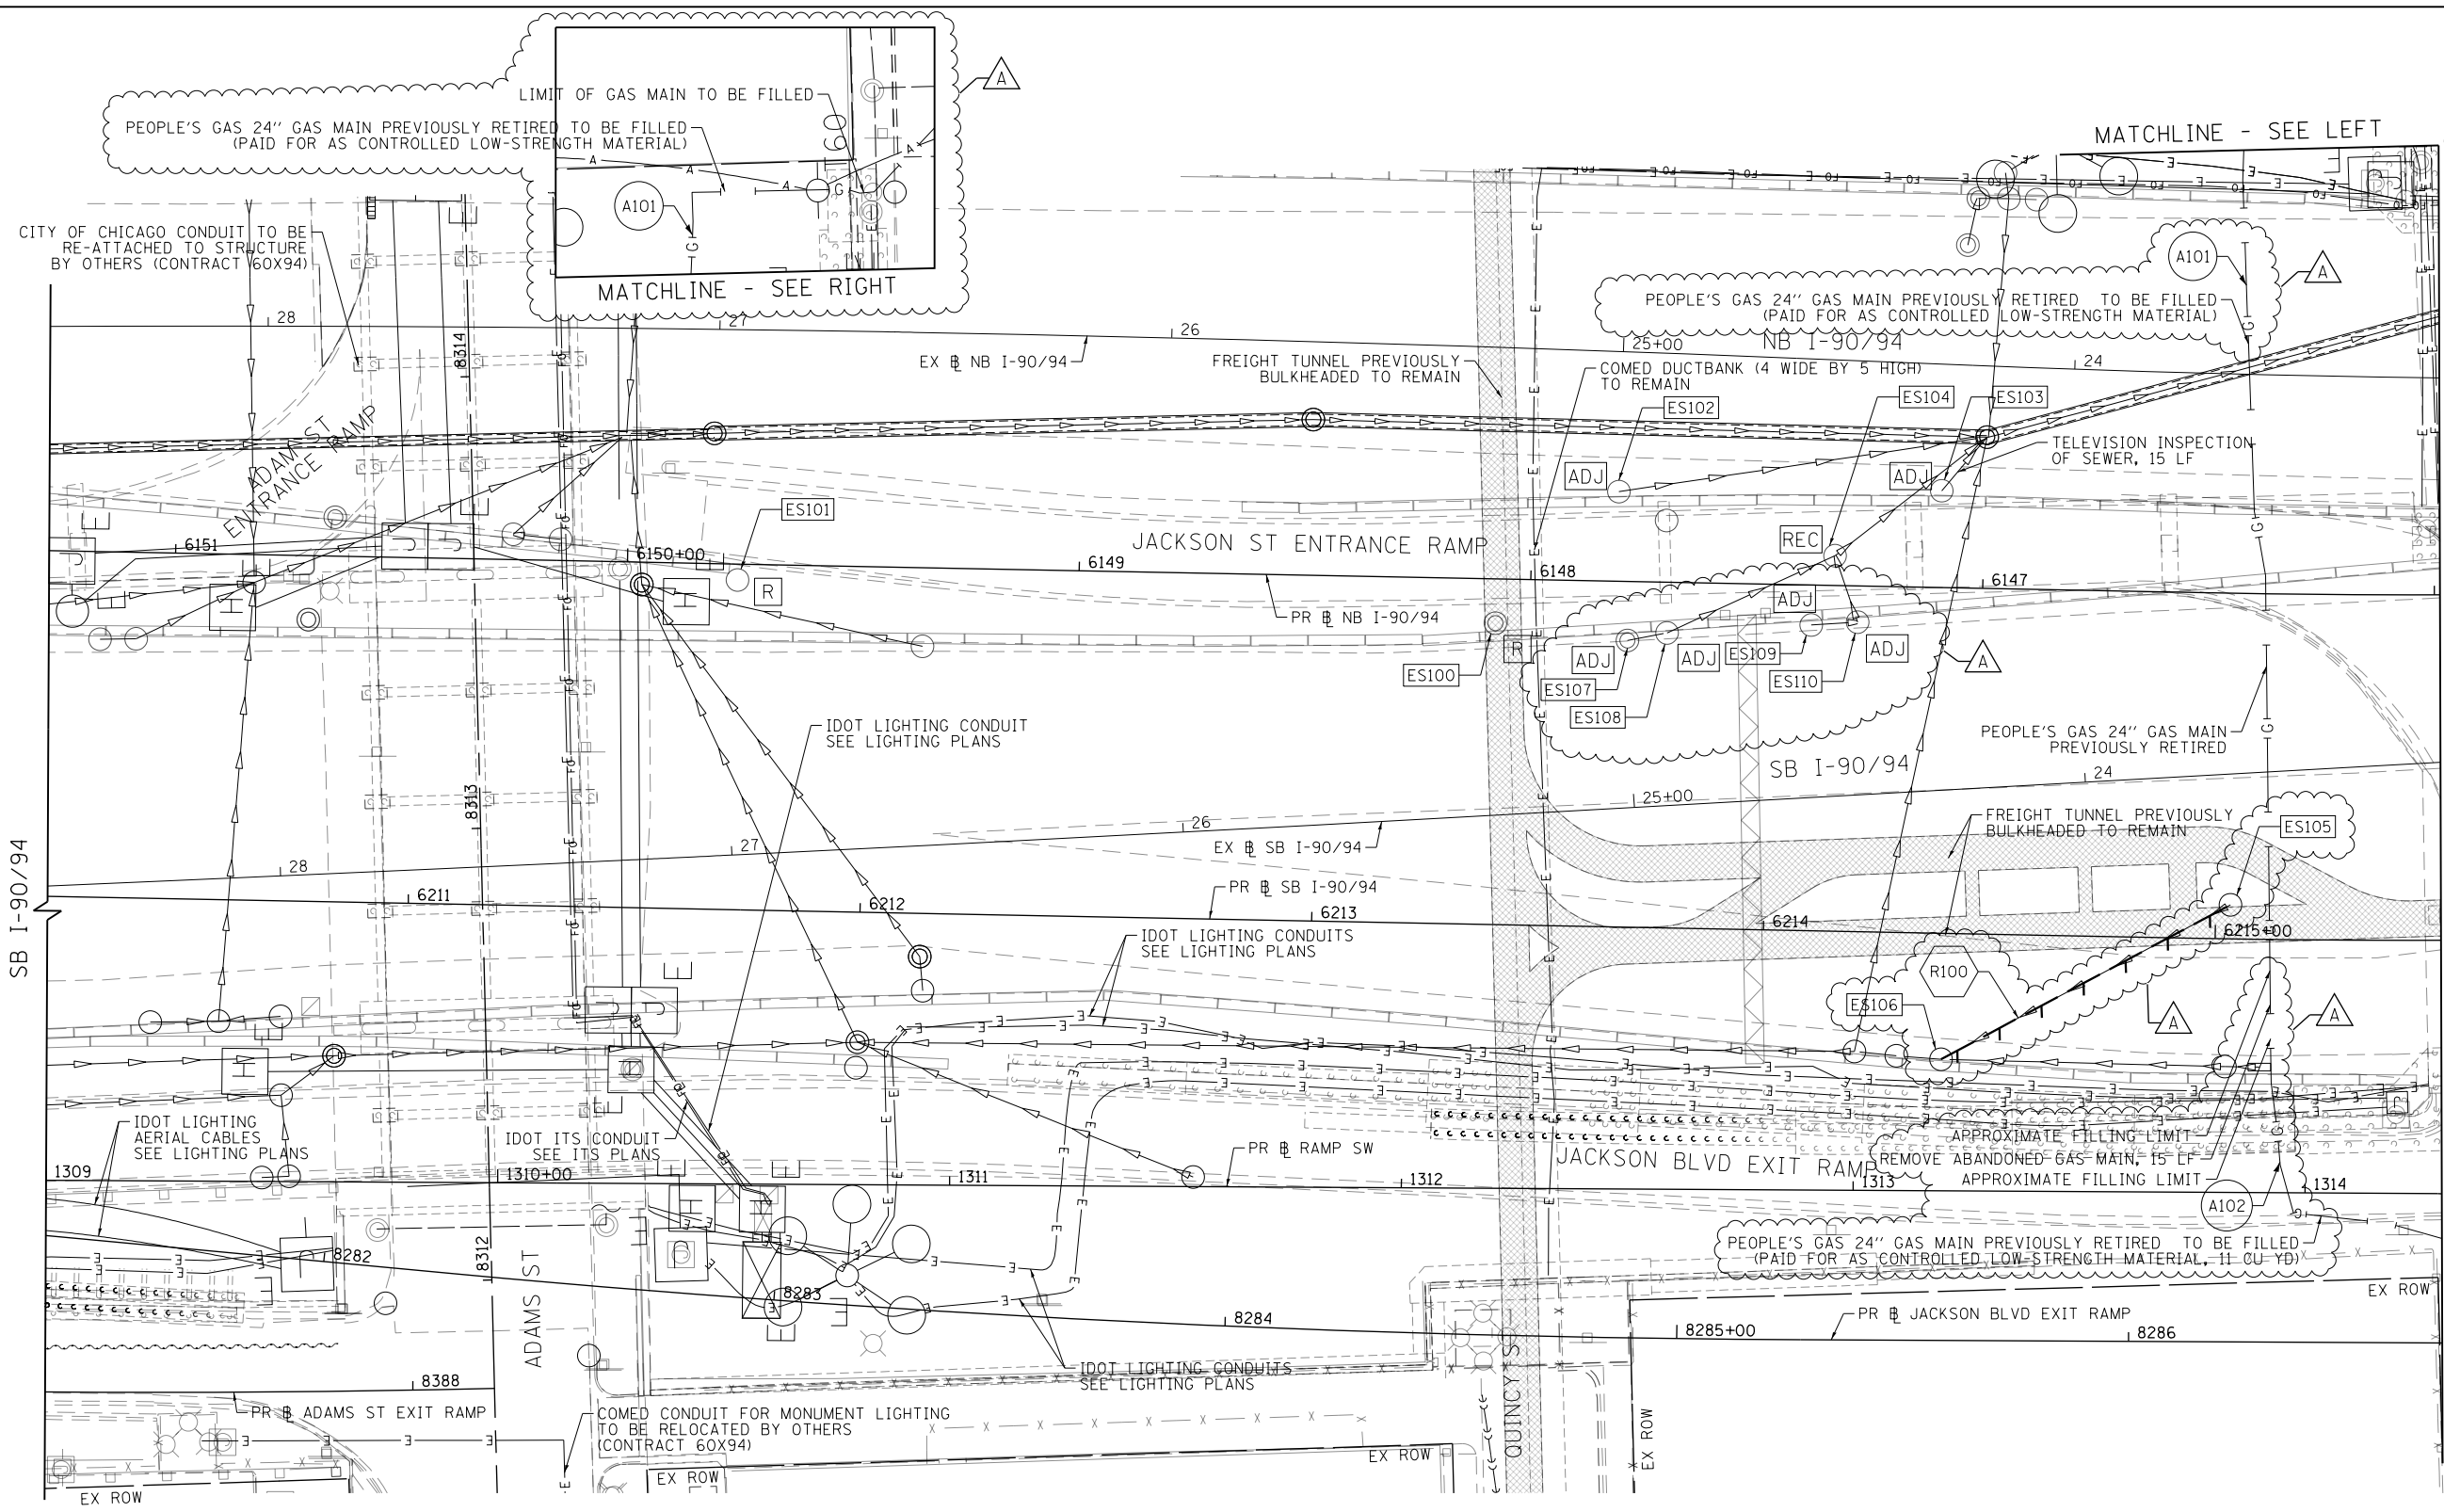 LIMIT OF GAS MAIN TO BE FILLED
PEOPLE'S GAS 24" GAS MAIN PREVIOUSLY RETIRED TO BE FILLED
(PAID FOR AS CONTROLLED LOW-STRENGTH MATERIAL)
A
60
A101
G
MATCHLINE - SEE RIGHT
MATCHLINE - SEE LEFT
CITY OF CHICAGO CONDUIT TO BE
RE-ATTACHED TO STRUCTURE
BY OTHERS (CONTRACT 60X94)
A101
A
PEOPLE'S GAS 24" GAS MAIN PREVIOUSLY RETIRED TO BE FILLED
(PAID FOR AS CONTROLLED LOW-STRENGTH MATERIAL)
28
27
26
25+00
24
NB I-90/94
8314
EX BL NB I-90/94
FREIGHT TUNNEL PREVIOUSLY
BULKHEADED TO REMAIN
COMED DUCTBANK (4 WIDE BY 5 HIGH)
TO REMAIN
ES102
ES104
ES103
ADAMS ST
ENTRANCE RAMP
TELEVISION INSPECTION
OF SEWER, 15 LF
ADJ
ADJ
ES101
REC
JACKSON ST ENTRANCE RAMP
6151
6150+00
6149
6148
6147
R
ADJ
PR BL NB I-90/94
R
ADJ
ADJ
ES109
ADJ
A
ES100
ES107
ES110
ES108
IDOT LIGHTING CONDUIT
SEE LIGHTING PLANS
PEOPLE'S GAS 24" GAS MAIN
PREVIOUSLY RETIRED
SB I-90/94
24
25+00
26
27
28
8313
FREIGHT TUNNEL PREVIOUSLY
BULKHEADED TO REMAIN
ES105
EX BL SB I-90/94
PR BL SB I-90/94
SB I-90/94
6211
6212
6213
6214
6215+00
IDOT LIGHTING CONDUITS
SEE LIGHTING PLANS
R100
ES106
A
A
IDOT LIGHTING
AERIAL CABLES
SEE LIGHTING PLANS
IDOT ITS CONDUIT
SEE ITS PLANS
PR BL RAMP SW
APPROXIMATE FILLING LIMIT
JACKSON BLVD EXIT RAMP
REMOVE ABANDONED GAS MAIN, 15 LF
APPROXIMATE FILLING LIMIT
1309
1310+00
1311
1312
1313
1314
A102
PEOPLE'S GAS 24" GAS MAIN PREVIOUSLY RETIRED TO BE FILLED
(PAID FOR AS CONTROLLED LOW-STRENGTH MATERIAL, 11 CU YD)
8312
ADAMS ST
8282
8283
8284
8285+00
8286
EX ROW
PR BL JACKSON BLVD EXIT RAMP
IDOT LIGHTING CONDUITS
SEE LIGHTING PLANS
8388
PR BL ADAMS ST EXIT RAMP
COMED CONDUIT FOR MONUMENT LIGHTING
TO BE RELOCATED BY OTHERS
(CONTRACT 60X94)
QUINCY ST
EX ROW
EX ROW
EX ROW
EX ROW